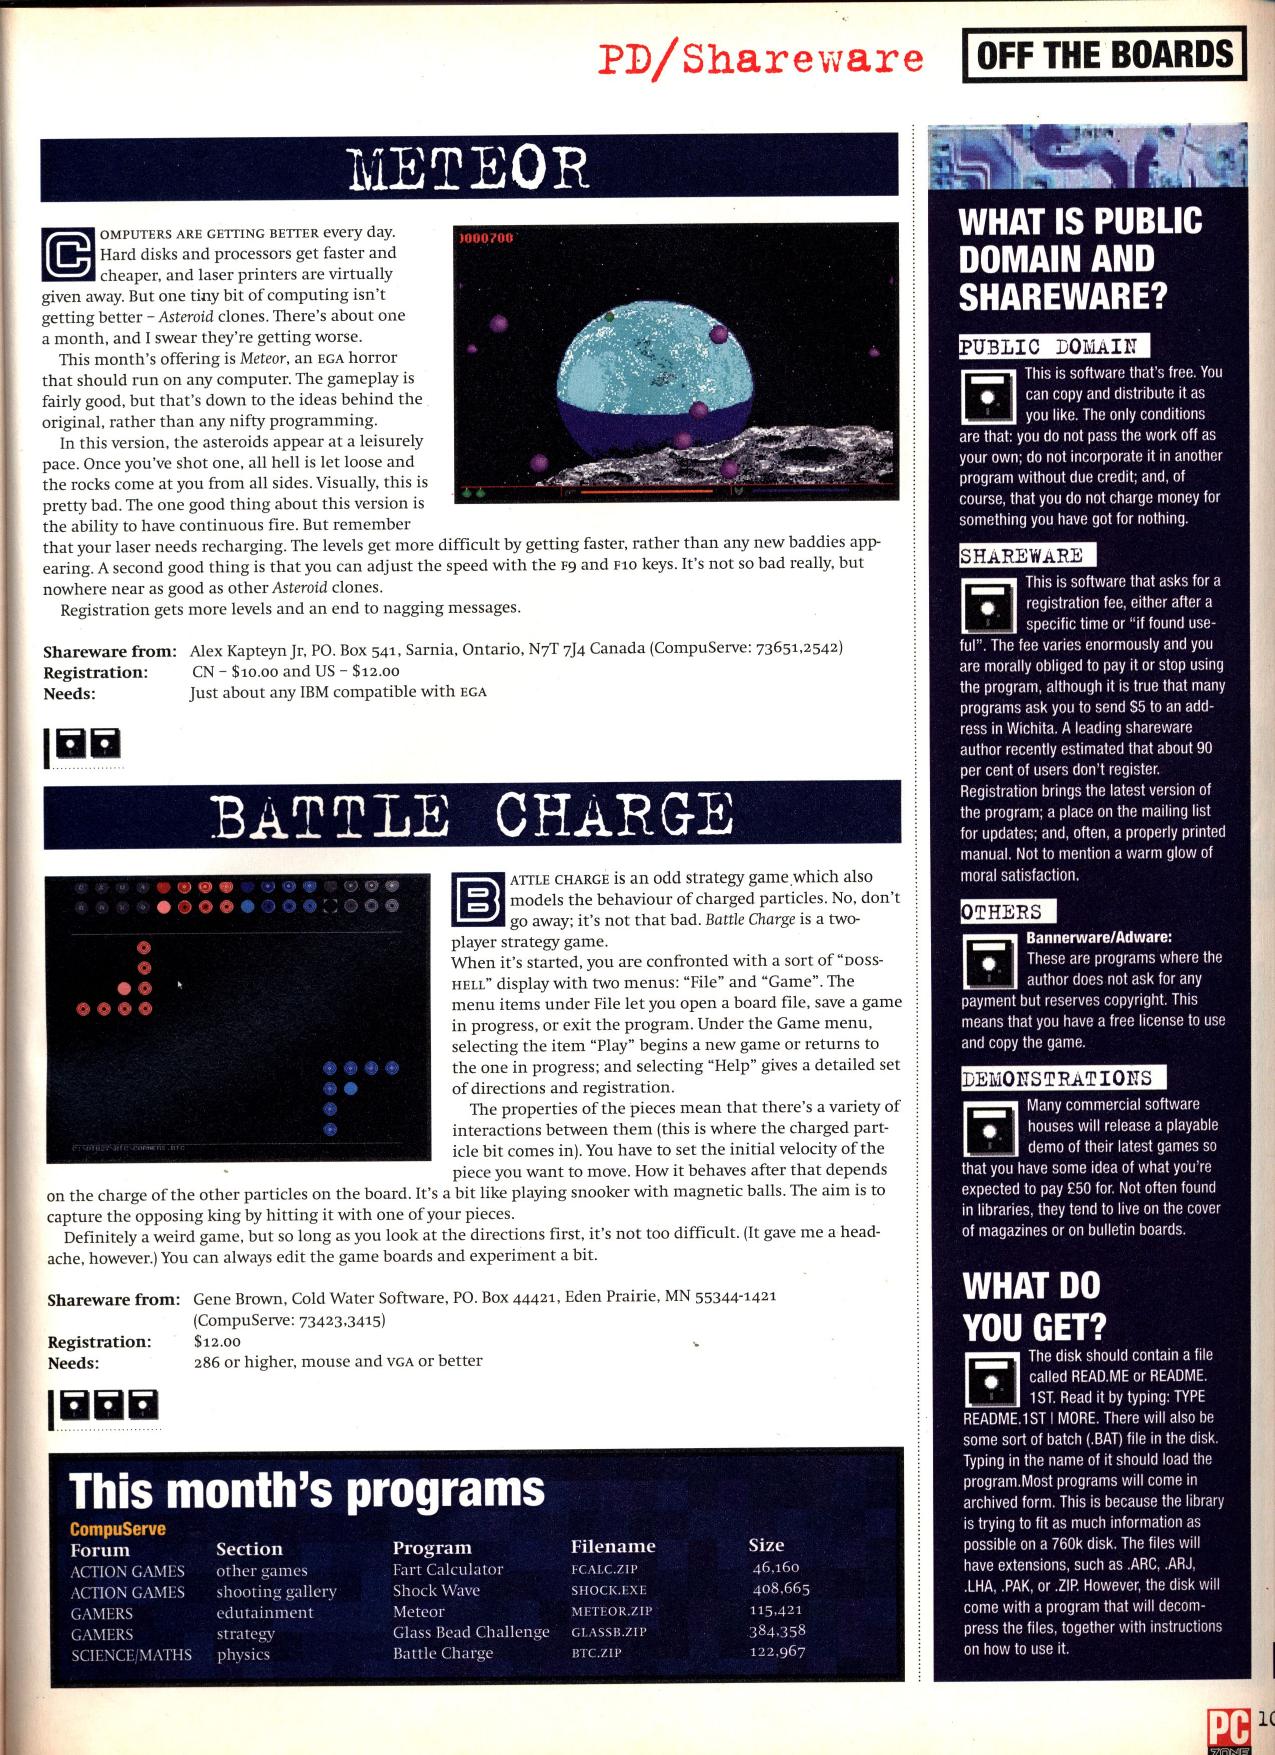 PD/Shareware
OFF THE BOARDS
METEOR
COMPUTERS ARE GETTING BETTER every day.
Hard disks and processors get faster and
cheaper, and laser printers are virtually
given away. But one tiny bit of computing isn't
getting better – Asteroid clones. There's about one
a month, and I swear they're getting worse.
This month's offering is Meteor, an EGA horror
that should run on any computer. The gameplay is
fairly good, but that's down to the ideas behind the
original, rather than any nifty programming.
In this version, the asteroids appear at a leisurely
pace. Once you've shot one, all hell is let loose and
the rocks come at you from all sides. Visually, this is
pretty bad. The one good thing about this version is
the ability to have continuous fire. But remember
that your laser needs recharging. The levels get more difficult by getting faster, rather than any new baddies app-
earing. A second good thing is that you can adjust the speed with the F9 and F10 keys. It's not so bad really, but
nowhere near as good as other Asteroid clones.
Registration gets more levels and an end to nagging messages.
Shareware from: Alex Kapteyn Jr, PO. Box 541, Sarnia, Ontario, N7T 7J4 Canada (CompuServe: 73651,2542)
Registration: CN – $10.00 and US – $12.00
Needs: Just about any IBM compatible with EGA
BATTLE CHARGE
BATTLE CHARGE is an odd strategy game which also
models the behaviour of charged particles. No, don't
go away; it's not that bad. Battle Charge is a two-
player strategy game.
When it's started, you are confronted with a sort of "DOSS-
HELL" display with two menus: "File" and "Game". The
menu items under File let you open a board file, save a game
in progress, or exit the program. Under the Game menu,
selecting the item "Play" begins a new game or returns to
the one in progress; and selecting "Help" gives a detailed set
of directions and registration.
The properties of the pieces mean that there's a variety of
interactions between them (this is where the charged part-
icle bit comes in). You have to set the initial velocity of the
piece you want to move. How it behaves after that depends
on the charge of the other particles on the board. It's a bit like playing snooker with magnetic balls. The aim is to
capture the opposing king by hitting it with one of your pieces.
Definitely a weird game, but so long as you look at the directions first, it's not too difficult. (It gave me a head-
ache, however.) You can always edit the game boards and experiment a bit.
Shareware from: Gene Brown, Cold Water Software, PO. Box 44421, Eden Prairie, MN 55344-1421
(CompuServe: 73423,3415)
Registration: $12.00
Needs: 286 or higher, mouse and VGA or better
This month's programs
CompuServe
Forum Section Program Filename Size
ACTION GAMES other games Fart Calculator FCALC.ZIP 46,160
ACTION GAMES shooting gallery Shock Wave SHOCK.EXE 408,665
GAMERS edutainment Meteor METEOR.ZIP 115,421
GAMERS strategy Glass Bead Challenge GLASSB.ZIP 384,358
SCIENCE/MATHS physics Battle Charge BTC.ZIP 122,967
WHAT IS PUBLIC
DOMAIN AND
SHAREWARE?
PUBLIC DOMAIN
This is software that's free. You
can copy and distribute it as
you like. The only conditions
are that: you do not pass the work off as
your own; do not incorporate it in another
program without due credit; and, of
course, that you do not charge money for
something you have got for nothing.
SHAREWARE
This is software that asks for a
registration fee, either after a
specific time or "if found use-
ful". The fee varies enormously and you
are morally obliged to pay it or stop using
the program, although it is true that many
programs ask you to send $5 to an add-
ress in Wichita. A leading shareware
author recently estimated that about 90
per cent of users don't register.
Registration brings the latest version of
the program; a place on the mailing list
for updates; and, often, a properly printed
manual. Not to mention a warm glow of
moral satisfaction.
OTHERS
Bannerware/Adware:
These are programs where the
author does not ask for any
payment but reserves copyright. This
means that you have a free license to use
and copy the game.
DEMONSTRATIONS
Many commercial software
houses will release a playable
demo of their latest games so
that you have some idea of what you're
expected to pay £50 for. Not often found
in libraries, they tend to live on the cover
of magazines or on bulletin boards.
WHAT DO
YOU GET?
The disk should contain a file
called READ.ME or README.
1ST. Read it by typing: TYPE
README.1ST | MORE. There will also be
some sort of batch (.BAT) file in the disk.
Typing in the name of it should load the
program.Most programs will come in
archived form. This is because the library
is trying to fit as much information as
possible on a 760k disk. The files will
have extensions, such as .ARC, .ARJ,
.LHA, .PAK, or .ZIP. However, the disk will
come with a program that will decom-
press the files, together with instructions
on how to use it.
PC
ZONE